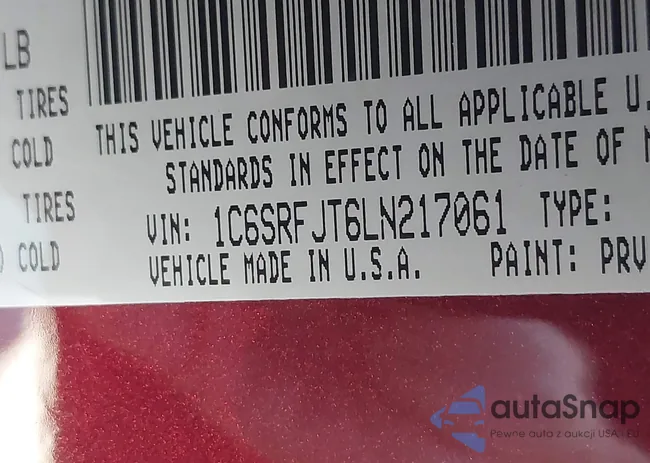 LB
TIRES
COLD
TIRES
COLD
THIS VEHICLE CONFORMS TO ALL APPLICABLE U.
STANDARDS IN EFFECT ON THE DATE OF
VIN: 1C6SRFJT6LN217061 TYPE:
VEHICLE MADE IN U.S.A. PAINT: PRV
autaSnap
Pewne auta z aukcji USA i EU